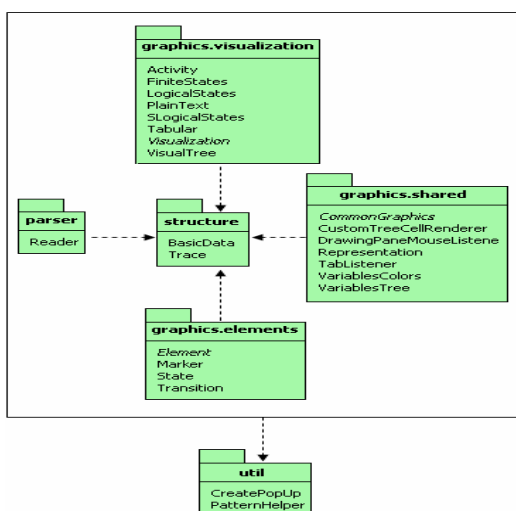 graphics.visualization
Activity
FiniteStates
LogicalStates
PlainText
SLogicalStates
Tabular
Visualization
VisualTree
graphics.shared
CommonGraphics
CustomTreeCellRenderer
DrawingPaneMouseListene
Representation
TabListener
VariablesColors
VariablesTree
parser
Reader
structure
BasicData
Trace
graphics.elements
Element
Marker
State
Transition
util
CreatePopUp
PatternHelper